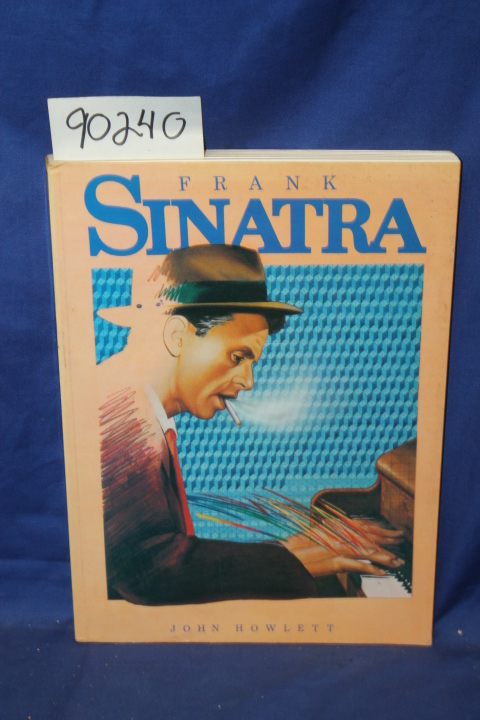 90240
FRANK
SINATRA
JOHN HOWLETT